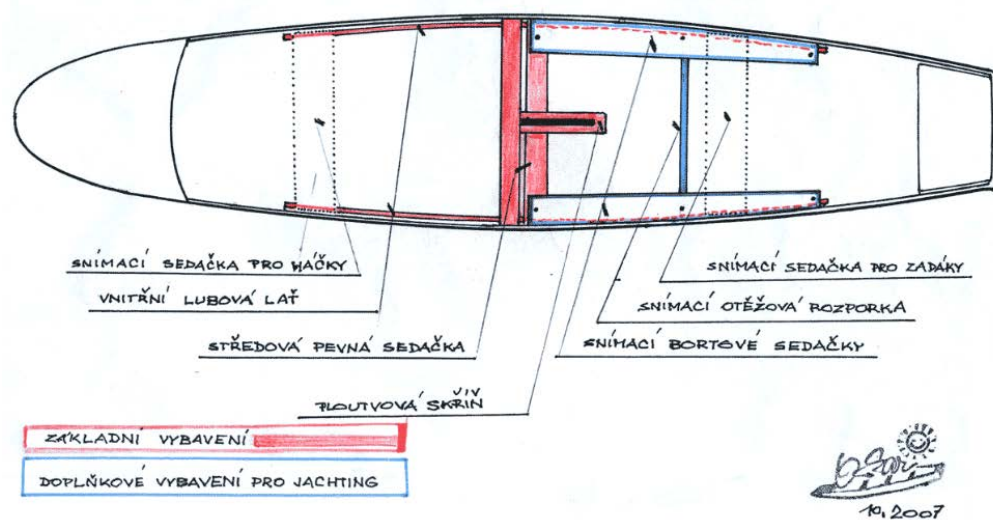 SNÍMACÍ SEDAČKA PRO HÁČKY
VNITŘNÍ LUBOVÁ LAŤ
STŘEDOVÁ PEVNÁ SEDAČKA
PLOUTVOVÁ SKŘÍŇ
SNÍMACÍ SEDAČKA PRO ZADÁKY
SNÍMACÍ OTĚŽOVÁ ROZPORKA
SNÍMACÍ BORTOVÉ SEDAČKY
ZÁKLADNÍ VYBAVENÍ
DOPLŇKOVÉ VYBAVENÍ PRO JACHTING
10.2007